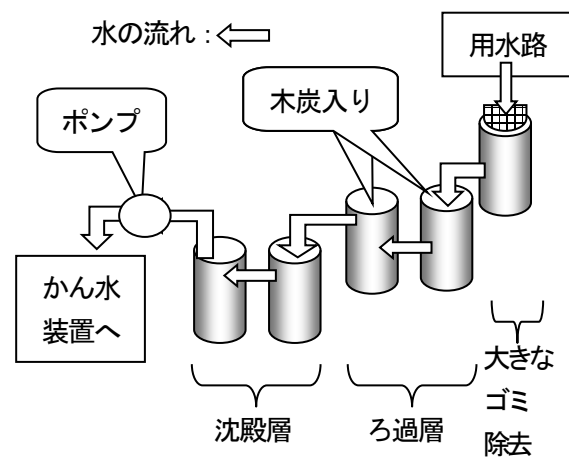 水の流れ：
用水路
木炭入り
ポンプ
かん水
装置へ
沈殿層
ろ過層
大きな
ゴミ
除去